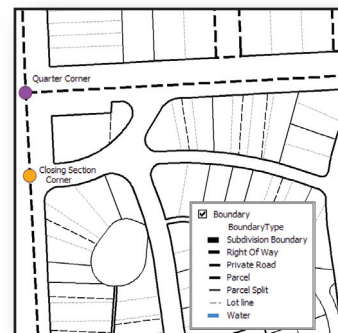 Quarter Corner
Closing Section
Corner
Boundary
BoundaryType
Subdivision Boundary
Right Of Way
Private Road
Parcel
Parcel Split
Lot line
Water